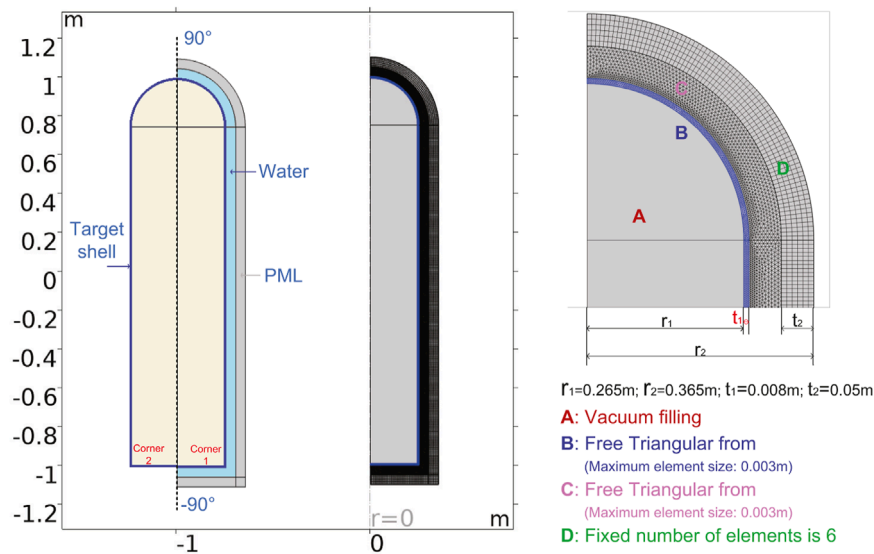 m
1.2
1
0.8
0.6
0.4
0.2
0
-0.2
-0.4
-0.6
-0.8
-1
-1.2
90°
Water
Target
shell
PML
Corner
2
Corner
1
-90°
r=0
m
-1
0
A
B
C
D
r₁
t₁
t₂
r₂
r₁=0.265m; r₂=0.365m; t₁=0.008m; t₂=0.05m
A: Vacuum filling
B: Free Triangular from
(Maximum element size: 0.003m)
C: Free Triangular from
(Maximum element size: 0.003m)
D: Fixed number of elements is 6